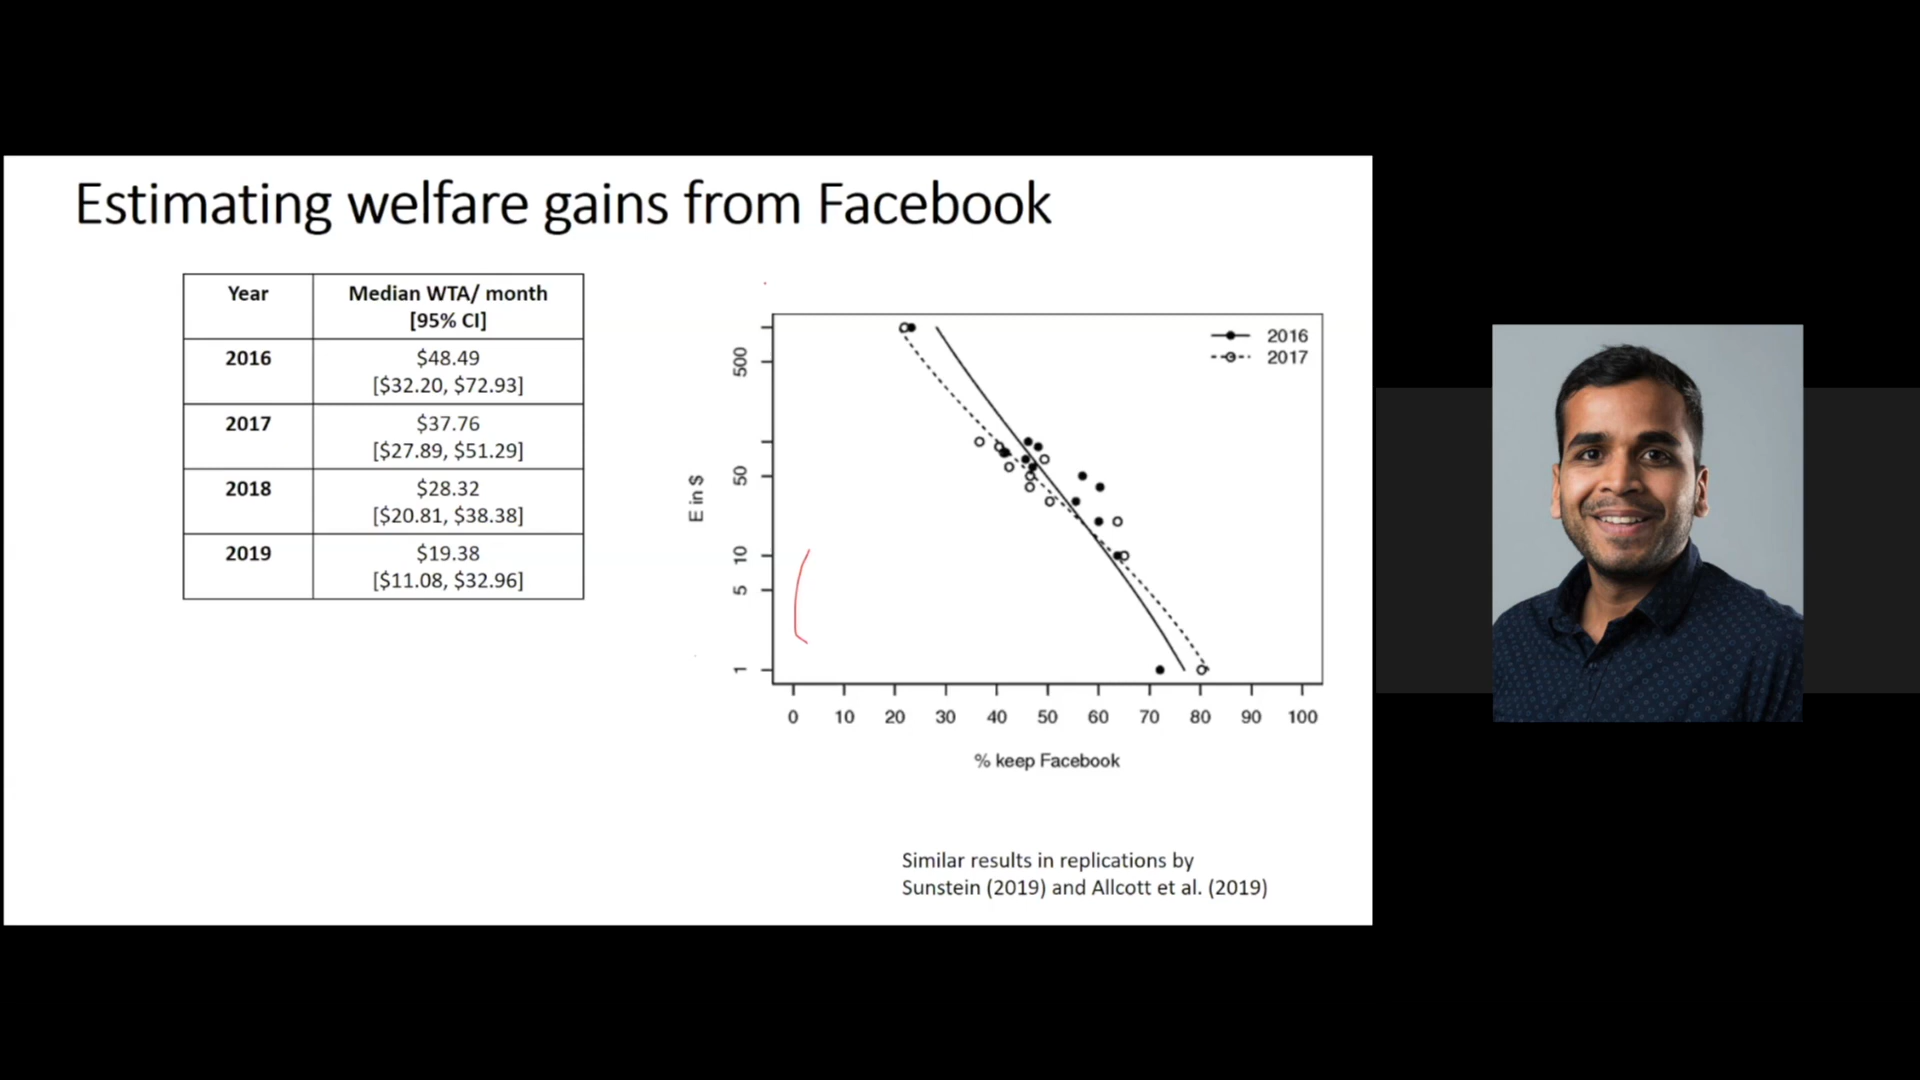 Estimating welfare gains from Facebook
Year
Median WTA/ month
[95% CI]
2016
$48.49
[$32.20, $72.93]
2017
$37.76
[$27.89, $51.29]
2018
$28.32
[$20.81, $38.38]
2019
$19.38
[$11.08, $32.96]
2016
2017
E in $
500
50
10
5
1
0 10 20 30 40 50 60 70 80 90 100
% keep Facebook
Similar results in replications by
Sunstein (2019) and Allcott et al. (2019)